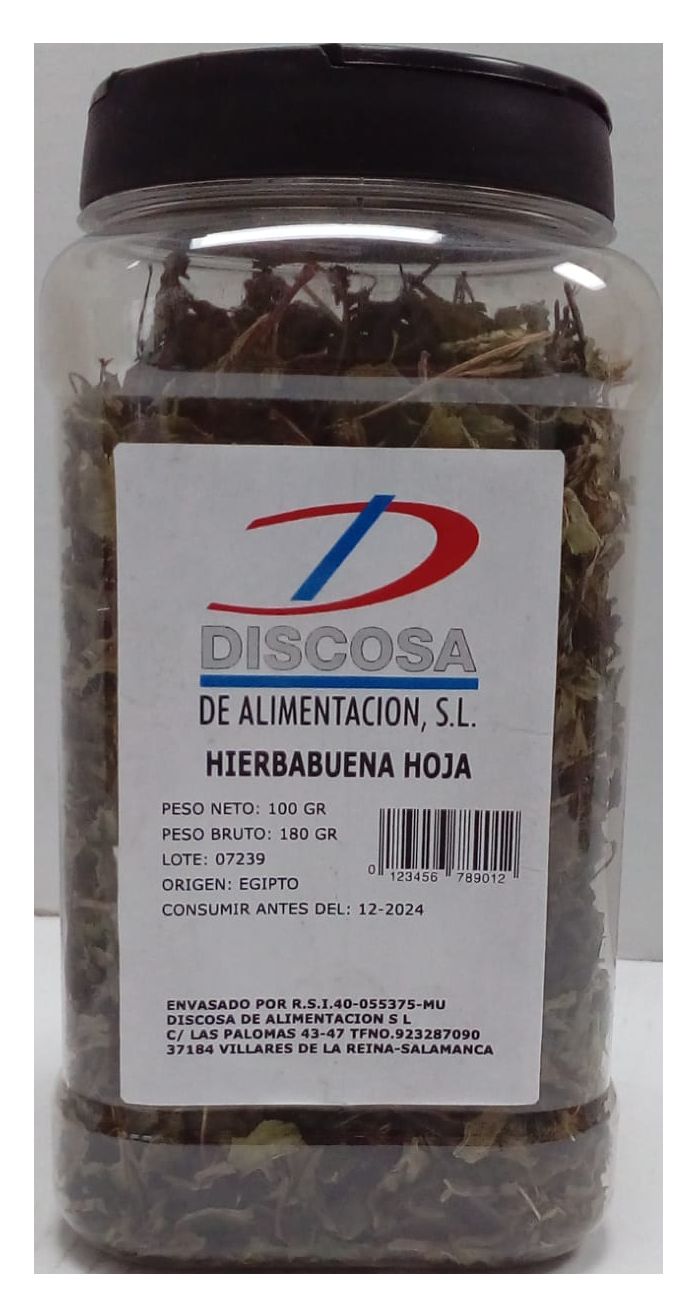 DISCOSA
DE ALIMENTACION, S.L.
HIERBABUENA HOJA
PESO NETO: 100 GR
PESO BRUTO: 180 GR
LOTE: 07239
ORIGEN: EGIPTO
CONSUMIR ANTES DEL: 12-2024
0 123456 789012
ENVASADO POR R.S.I.40-055375-MU
DISCOSA DE ALIMENTACION S L
C/ LAS PALOMAS 43-47 TFNO.923287090
37184 VILLARES DE LA REINA-SALAMANCA